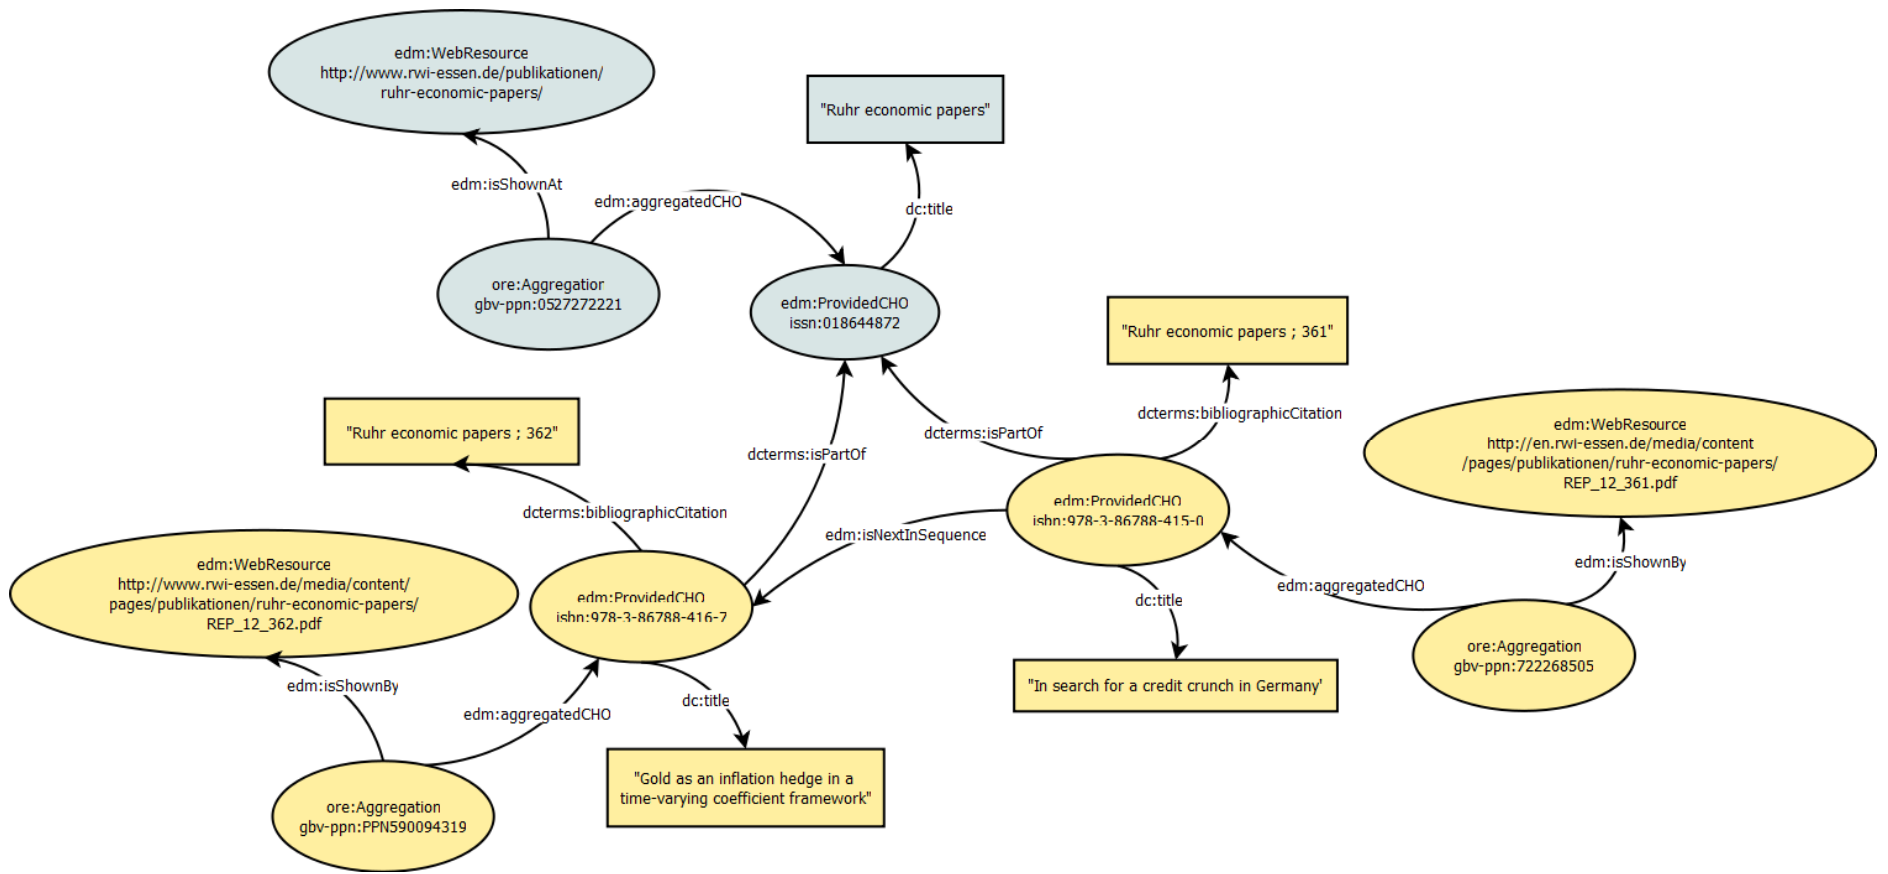 edm:WebResource
http://www.rwi-essen.de/publikationen/
ruhr-economic-papers/
"Ruhr economic papers"
edm:isShownAt
edm:aggregatedCHO
dc:title
ore:Aggregation
gbv-ppn:0527272221
edm:ProvidedCHO
issn:018644872
"Ruhr economic papers ; 361"
"Ruhr economic papers ; 362"
dcterms:isPartOf
dcterms:bibliographicCitation
dcterms:isPartOf
edm:WebResource
http://en.rwi-essen.de/media/content
/pages/publikationen/ruhr-economic-papers/
REP_12_361.pdf
dcterms:bibliographicCitation
edm:isNextInSequence
edm:ProvidedCHO
isbn:978-3-86788-415-0
edm:WebResource
http://www.rwi-essen.de/media/content/
pages/publikationen/ruhr-economic-papers/
REP_12_362.pdf
edm:ProvidedCHO
isbn:978-3-86788-416-7
dc:title
edm:aggregatedCHO
edm:isShownBy
ore:Aggregation
gbv-ppn:722268505
edm:isShownBy
edm:aggregatedCHO
dc:title
"In search for a credit crunch in Germany'
ore:Aggregation
gbv-ppn:PPN590094319
"Gold as an inflation hedge in a
time-varying coefficient framework"